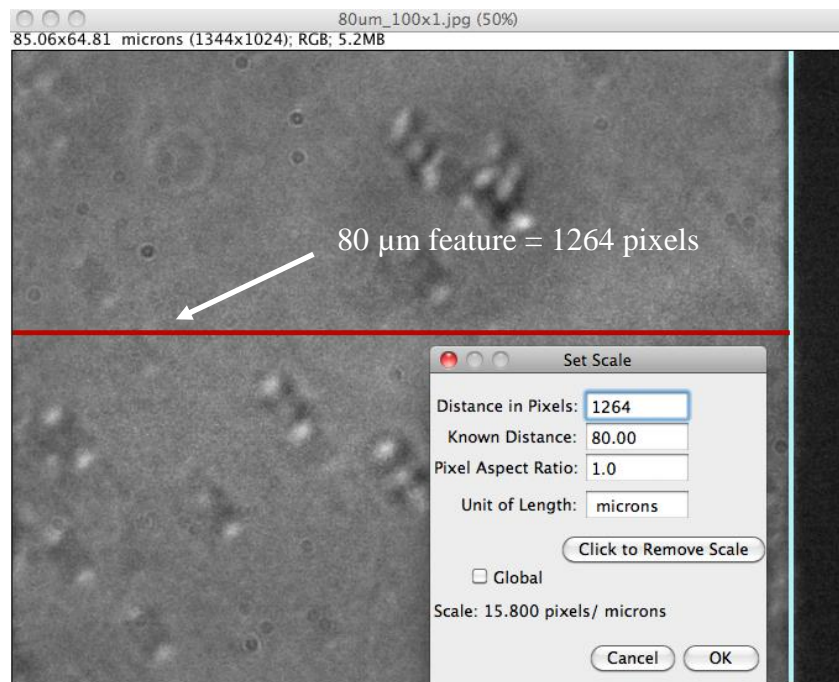 80um_100x1.jpg (50%)
85.06x64.81 microns (1344x1024); RGB; 5.2MB
80 µm feature = 1264 pixels
Set Scale
Distance in Pixels: 1264
Known Distance: 80.00
Pixel Aspect Ratio: 1.0
Unit of Length: microns
Click to Remove Scale
Global
Scale: 15.800 pixels/ microns
Cancel OK